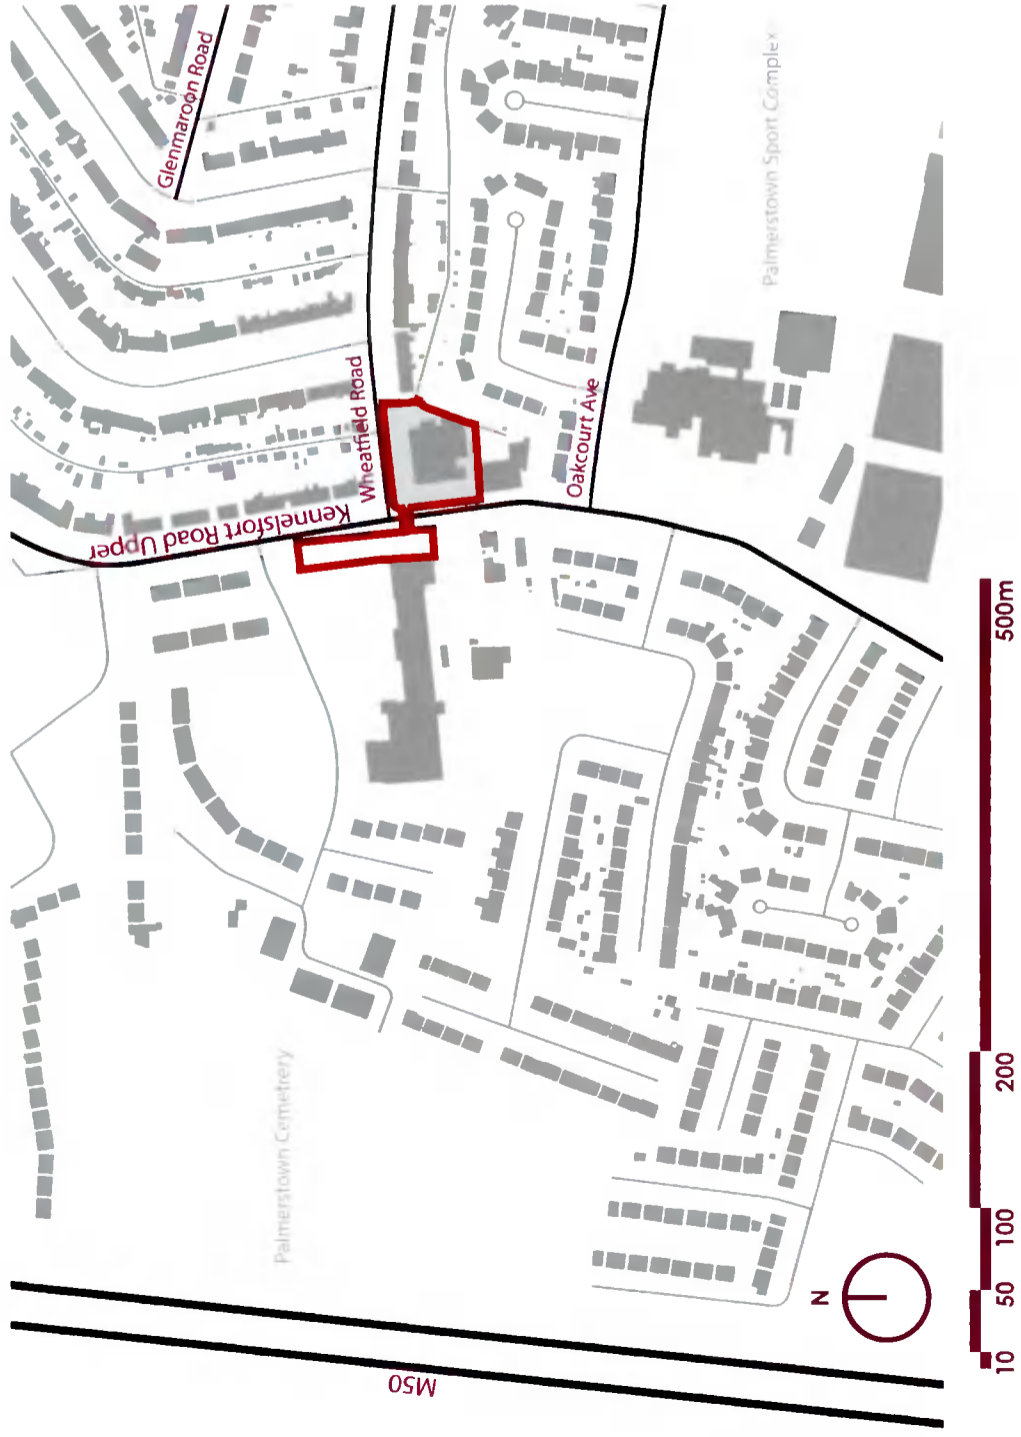 Glenmaroon Road
Palmerstown Sport Complex
Wheatfield Road
Kennelsfort Road Upper
Oakcourt Ave
Palmerstown Cemetrery
M50
N
10 50 100 200 500m